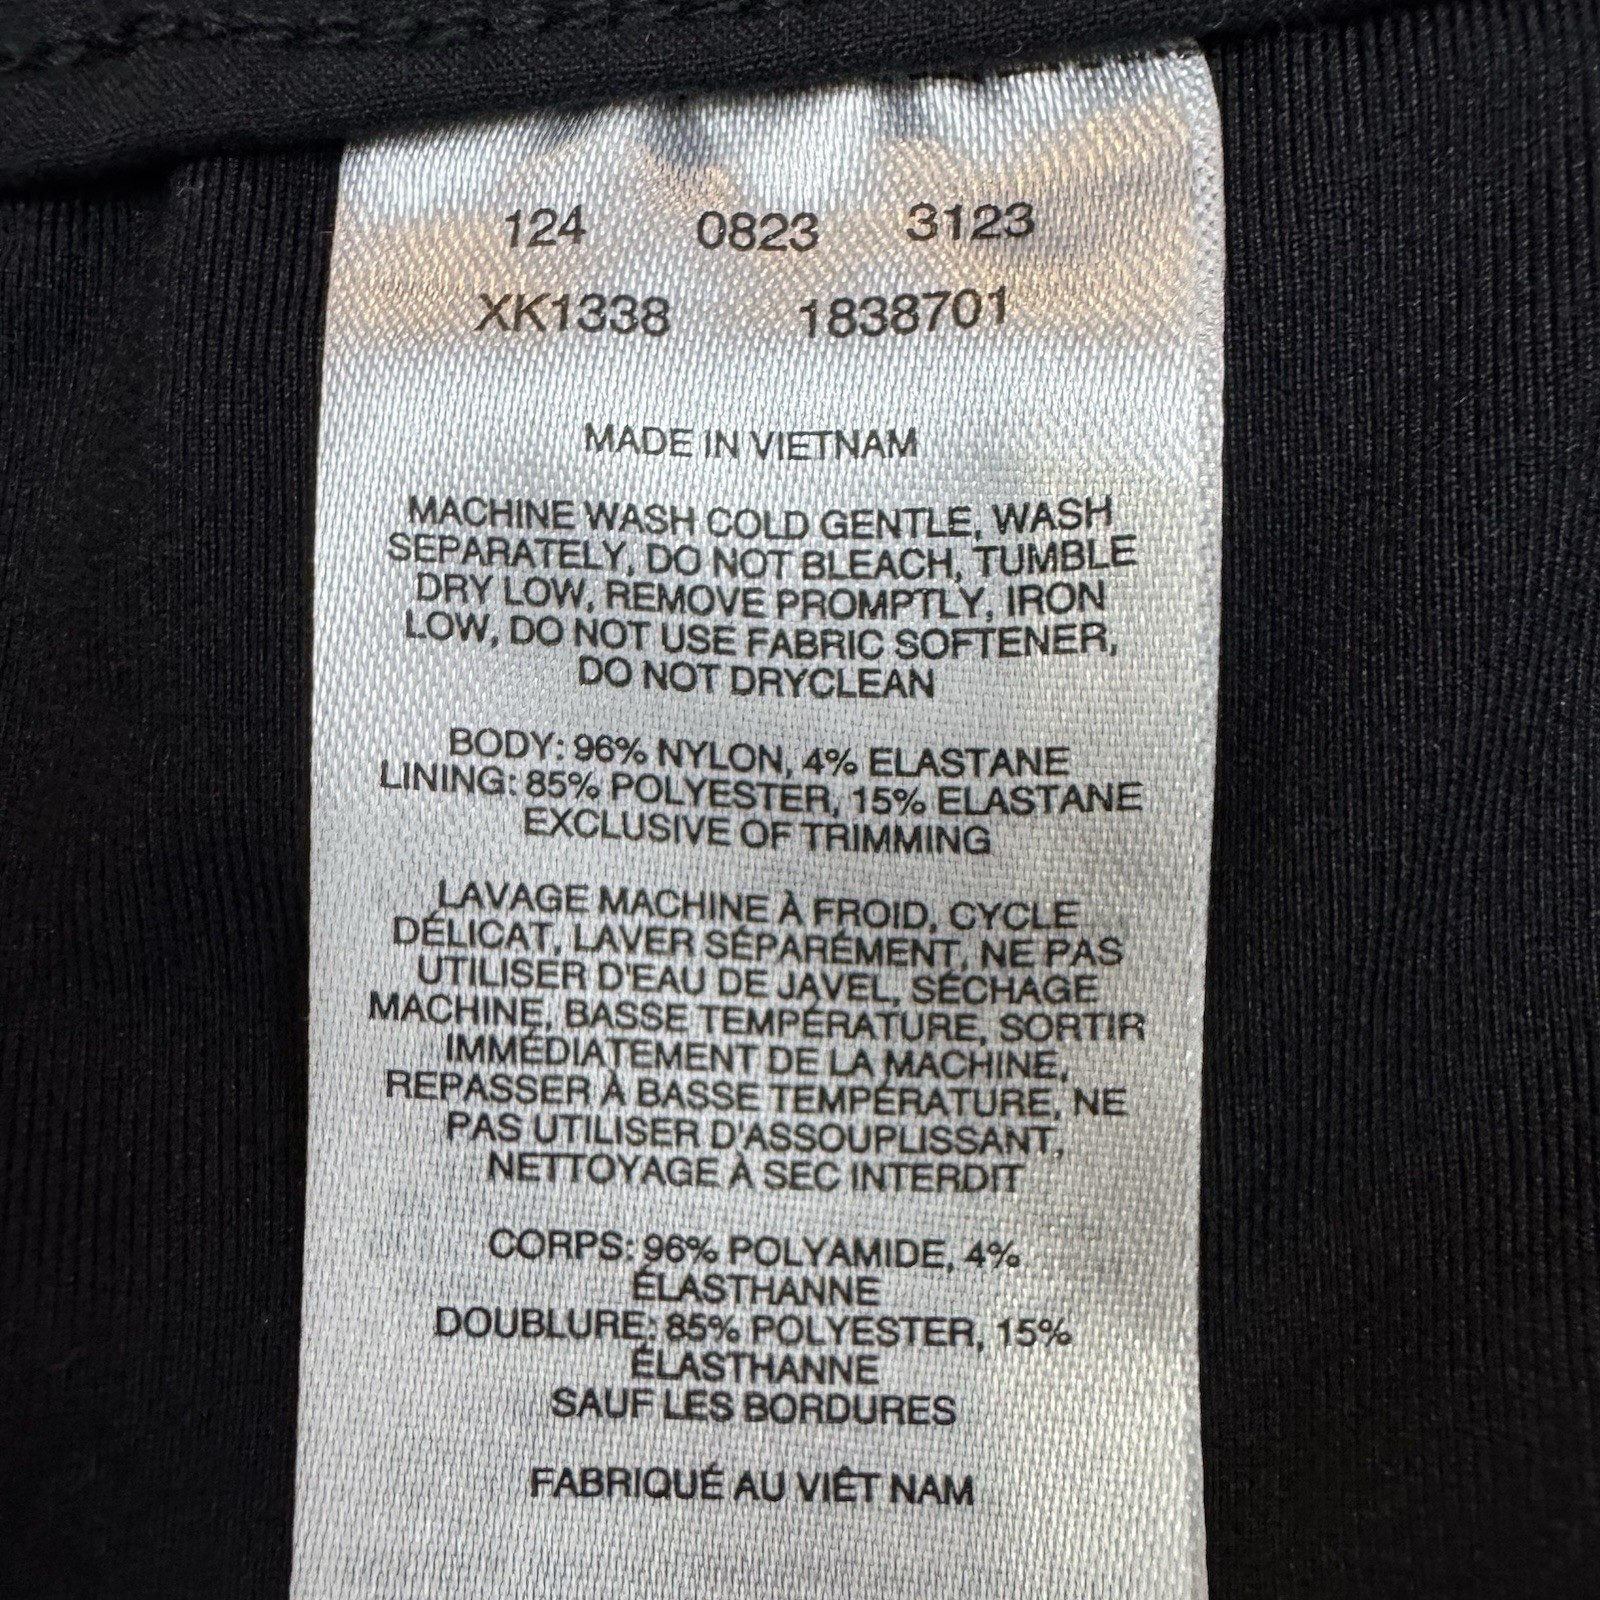 124 0823 3123
XK1338 1838701
MADE IN VIETNAM
MACHINE WASH COLD GENTLE, WASH
SEPARATELY, DO NOT BLEACH, TUMBLE
DRY LOW, REMOVE PROMPTLY, IRON
LOW, DO NOT USE FABRIC SOFTENER,
DO NOT DRYCLEAN
BODY: 96% NYLON, 4% ELASTANE
LINING: 85% POLYESTER, 15% ELASTANE
EXCLUSIVE OF TRIMMING
LAVAGE MACHINE À FROID, CYCLE
DÉLICAT, LAVER SÉPARÉMENT, NE PAS
UTILISER D'EAU DE JAVEL, SÉCHAGE
MACHINE, BASSE TEMPÉRATURE, SORTIR
IMMÉDIATEMENT DE LA MACHINE,
REPASSER À BASSE TEMPÉRATURE, NE
PAS UTILISER D'ASSOUPLISSANT,
NETTOYAGE À SEC INTERDIT
CORPS: 96% POLYAMIDE, 4%
ÉLASTHANNE
DOUBLURE: 85% POLYESTER, 15%
ÉLASTHANNE
SAUF LES BORDURES
FABRIQUÉ AU VIÊT NAM